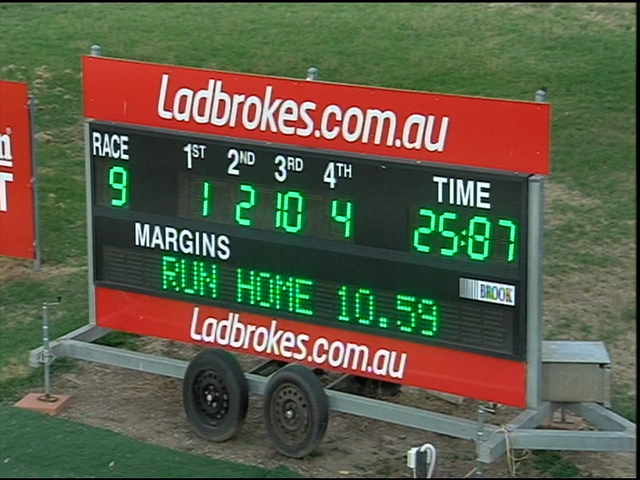 Ladbrokes.com.au
RACE 1ST 2ND 3RD 4TH TIME
9 1 2 10 4 25:87
MARGINS
RUN HOME 10.59
BROOK
Ladbrokes.com.au